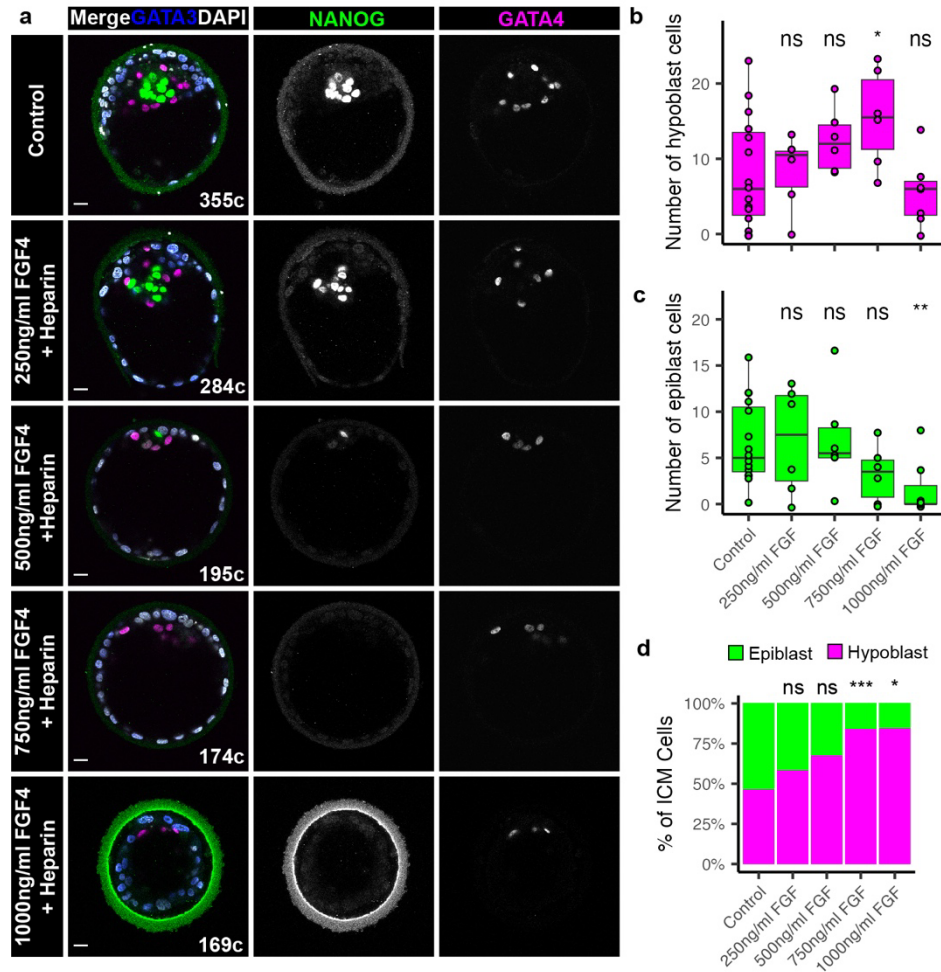 a
MergeGATA3DAPI
NANOG
GATA4
Control
355c
250ng/ml FGF4
+ Heparin
284c
500ng/ml FGF4
+Heparin
195c
750ng/ml FGF4
+ Heparin
174c
1000ng/ml FGF4
+ Heparin
169c
b
Number of hypoblast cells
20
10
0
ns
ns
*
ns
c
Number of epiblast cells
20
15
10
5
0
ns
ns
ns
**
Control
250ng/ml FGF
500ng/ml FGF
750ng/ml FGF
1000ng/ml FGF
d
Epiblast
Hypoblast
ns
ns
***
*
% of ICM Cells
100%
75%
50%
25%
0%
Control
250ng/ml FGF
500ng/ml FGF
750ng/ml FGF
1000ng/ml FGF